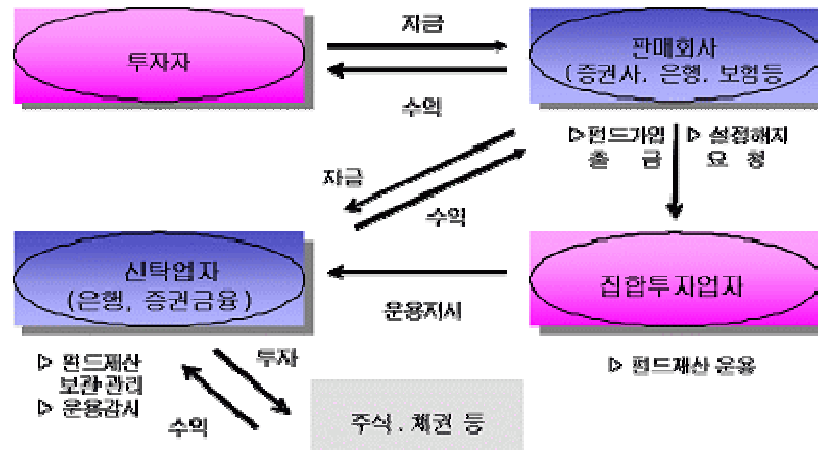 자금
투자자
판매회사
(증권사. 은행. 보험등
수익
▷펀드가입 ▷ 설정해지
출 금 요 청
자금
수익
신탁업자
(은행, 증권금융)
집합투자업자
운용지시
▷ 펀드재산
보관·관리
▷ 운용감시
투자
수익
▷ 펀드재산 운용
주식 . 채권 등